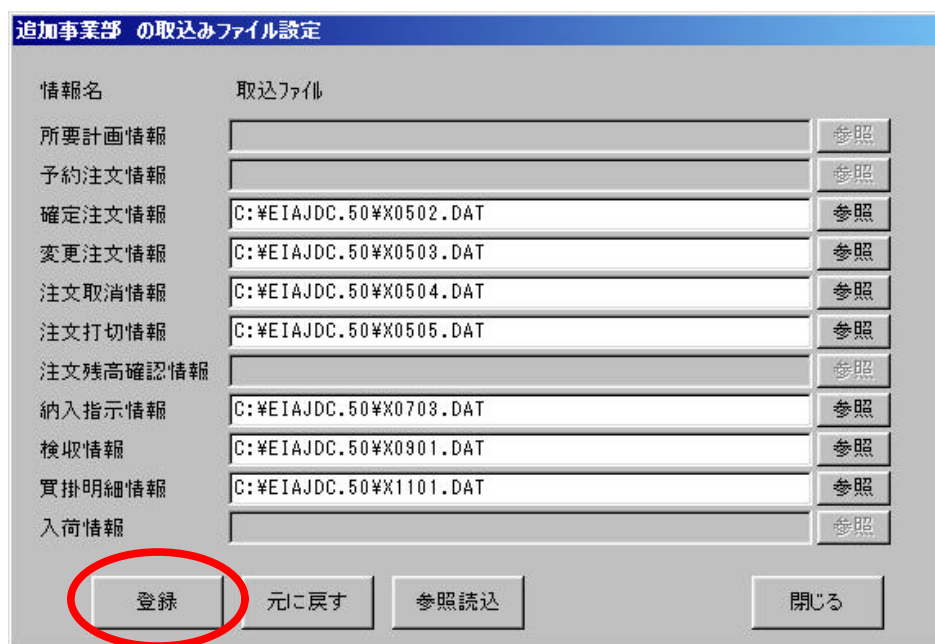 追加事業部 の取込みファイル設定
情報名 取込ファイル
所要計画情報 参照
予約注文情報 参照
確定注文情報 C:¥EIAJDC.50¥X0502.DAT 参照
変更注文情報 C:¥EIAJDC.50¥X0503.DAT 参照
注文取消情報 C:¥EIAJDC.50¥X0504.DAT 参照
注文打切情報 C:¥EIAJDC.50¥X0505.DAT 参照
注文残高確認情報 参照
納入指示情報 C:¥EIAJDC.50¥X0703.DAT 参照
検収情報 C:¥EIAJDC.50¥X0901.DAT 参照
買掛明細情報 C:¥EIAJDC.50¥X1101.DAT 参照
入荷情報 参照
登録 元に戻す 参照読込 閉じる